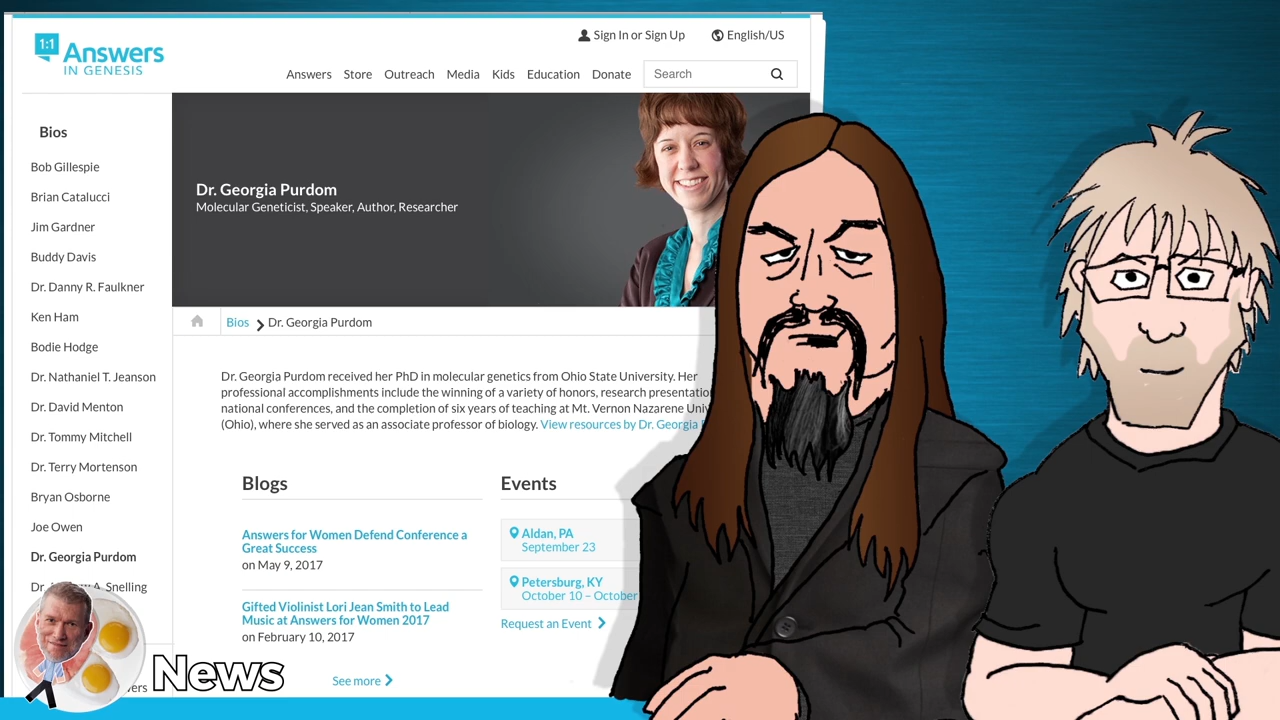 Sign In or Sign Up
English/US
1:1
Answers
IN GENESIS
Answers Store Outreach Media Kids Education Donate
Search
Bios
Bob Gillespie
Brian Catalucci
Jim Gardner
Buddy Davis
Dr. Danny R. Faulkner
Ken Ham
Bodie Hodge
Dr. Nathaniel T. Jeanson
Dr. David Menton
Dr. Tommy Mitchell
Dr. Terry Mortenson
Bryan Osborne
Joe Owen
Dr. Georgia Purdom
Dr. A. Snelling
Dr. Georgia Purdom
Molecular Geneticist, Speaker, Author, Researcher
Bios Dr. Georgia Purdom
Dr. Georgia Purdom received her PhD in molecular genetics from Ohio State University. Her
professional accomplishments include the winning of a variety of honors, research
national conferences, and the completion of six years of teaching at Mt. Vernon Nazarene
(Ohio), where she served as an associate professor of biology. View resources by Dr. Georgia
Blogs
Answers for Women Defend Conference a
Great Success
on May 9, 2017
Gifted Violinist Lori Jean Smith to Lead
Music at Answers for Women 2017
on February 10, 2017
See more
Events
Aldan, PA
September 23
Petersburg, KY
October 10 – October
Request an Event
News